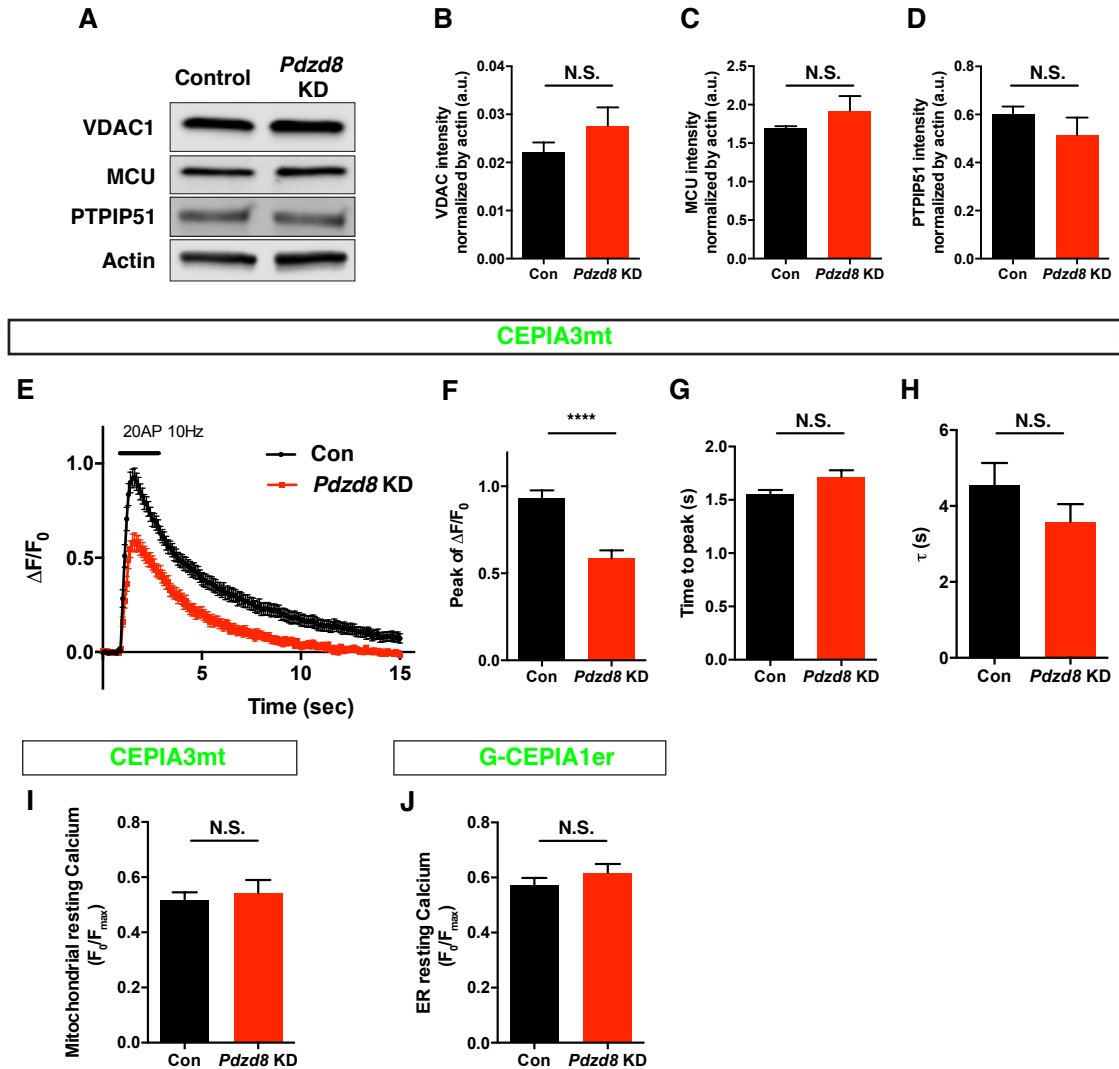 A
Control
Pdzd8
KD
VDAC1
MCU
PTPIP51
Actin
B
VDAC intensity
normalized by actin (a.u.)
0.04
0.03
0.02
0.01
0.00
N.S.
Con
Pdzd8 KD
C
MCU intensity
normalized by actin (a.u.)
2.5
2.0
1.5
1.0
0.5
0.0
N.S.
Con
Pdzd8 KD
D
PTPIP51 intensity
normalized by actin (a.u.)
0.8
0.6
0.4
0.2
0.0
N.S.
Con
Pdzd8 KD
CEPIA3mt
E
20AP 10Hz
Con
Pdzd8 KD
ΔF/F0
1.0
0.5
0.0
5
10
15
Time (sec)
F
Peak of ΔF/F0
1.0
0.5
0.0
****
Con
Pdzd8 KD
G
Time to peak (s)
2.0
1.5
1.0
0.5
0.0
N.S.
Con
Pdzd8 KD
H
τ (s)
6
4
2
0
N.S.
Con
Pdzd8 KD
CEPIA3mt
I
Mitochondrial resting Calcium
(F0/Fmax)
0.8
0.6
0.4
0.2
0.0
N.S.
Con
Pdzd8 KD
G-CEPIA1er
J
ER resting Calcium
(F0/Fmax)
0.8
0.6
0.4
0.2
0.0
N.S.
Con
Pdzd8 KD